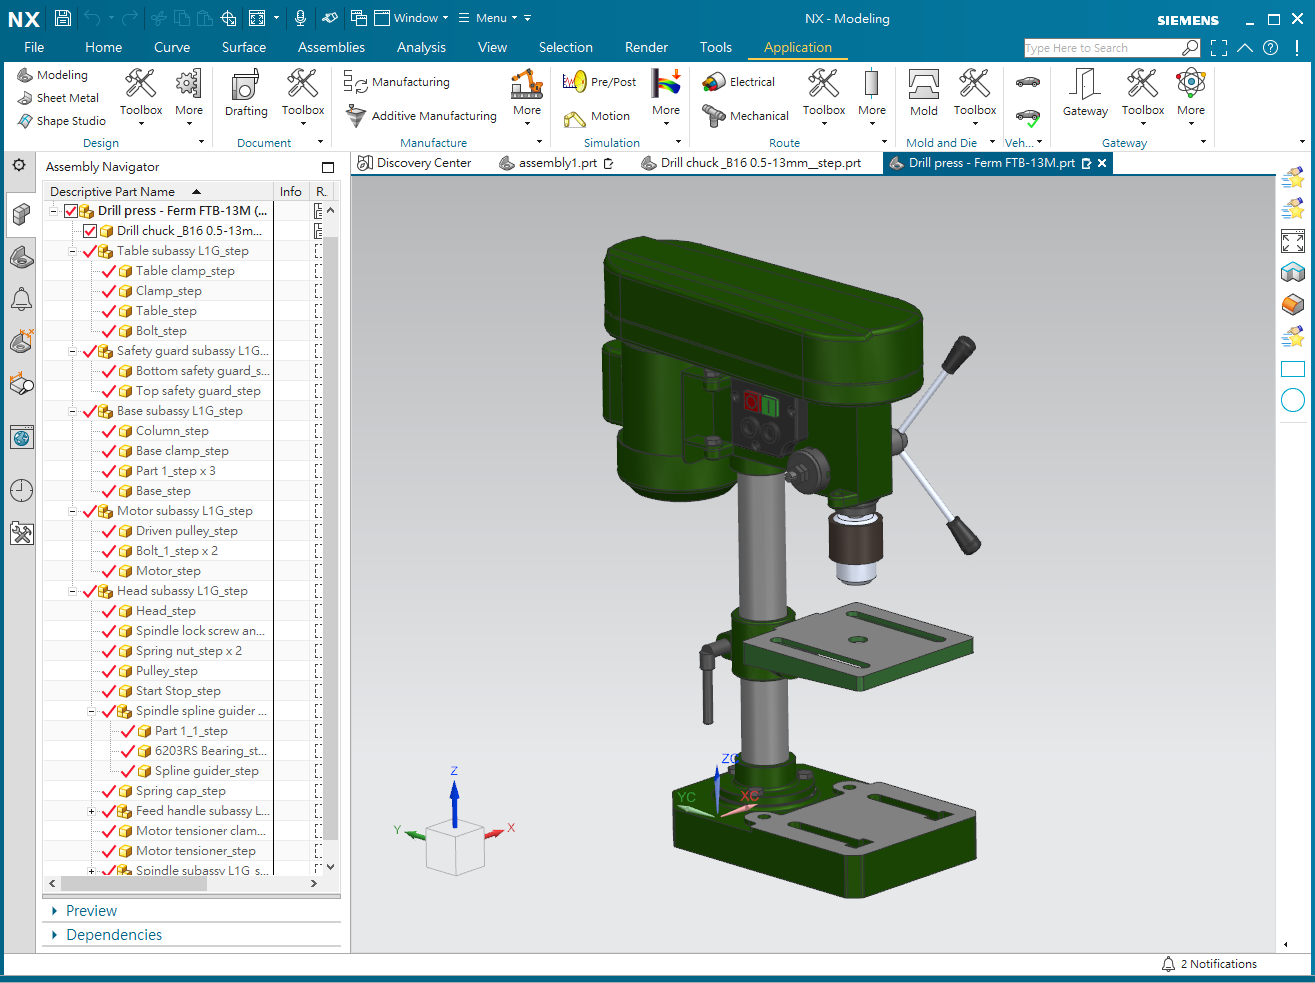 NX
Window
Menu
NX - Modeling
SIEMENS
File
Home
Curve
Surface
Assemblies
Analysis
View
Selection
Render
Tools
Application
Type Here to Search
Modeling
Sheet Metal
Shape Studio
Toolbox
More
Design
Drafting
Toolbox
Document
Manufacturing
Additive Manufacturing
More
Manufacture
Pre/Post
Motion
More
Simulation
Electrical
Mechanical
Toolbox
More
Route
Mold
Toolbox
Mold and Die
Veh...
Gateway
Toolbox
More
Gateway
Assembly Navigator
Discovery Center
assembly1.prt
Drill chuck_B16 0.5-13mm__step.prt
Drill press - Ferm FTB-13M.prt
Descriptive Part Name
Info
R.
Drill press - Ferm FTB-13M (...
Drill chuck _B16 0.5-13m...
Table subassy L1G_step
Table clamp_step
Clamp_step
Table_step
Bolt_step
Safety guard subassy L1G...
Bottom safety guard_s...
Top safety guard_step
Base subassy L1G_step
Column_step
Base clamp_step
Part 1_step x 3
Base_step
Motor subassy L1G_step
Driven pulley_step
Bolt_1_step x 2
Motor_step
Head subassy L1G_step
Head_step
Spindle lock screw an...
Spring nut_step x 2
Pulley_step
Start Stop_step
Spindle spline guider ...
Part 1_1_step
6203RS Bearing_st...
Spline guider_step
Spring cap_step
Feed handle subassy L...
Motor tensioner clam...
Motor tensioner_step
Spindle subassy L1G_s...
Preview
Dependencies
ZC
YC
XC
Z
Y
X
2 Notifications